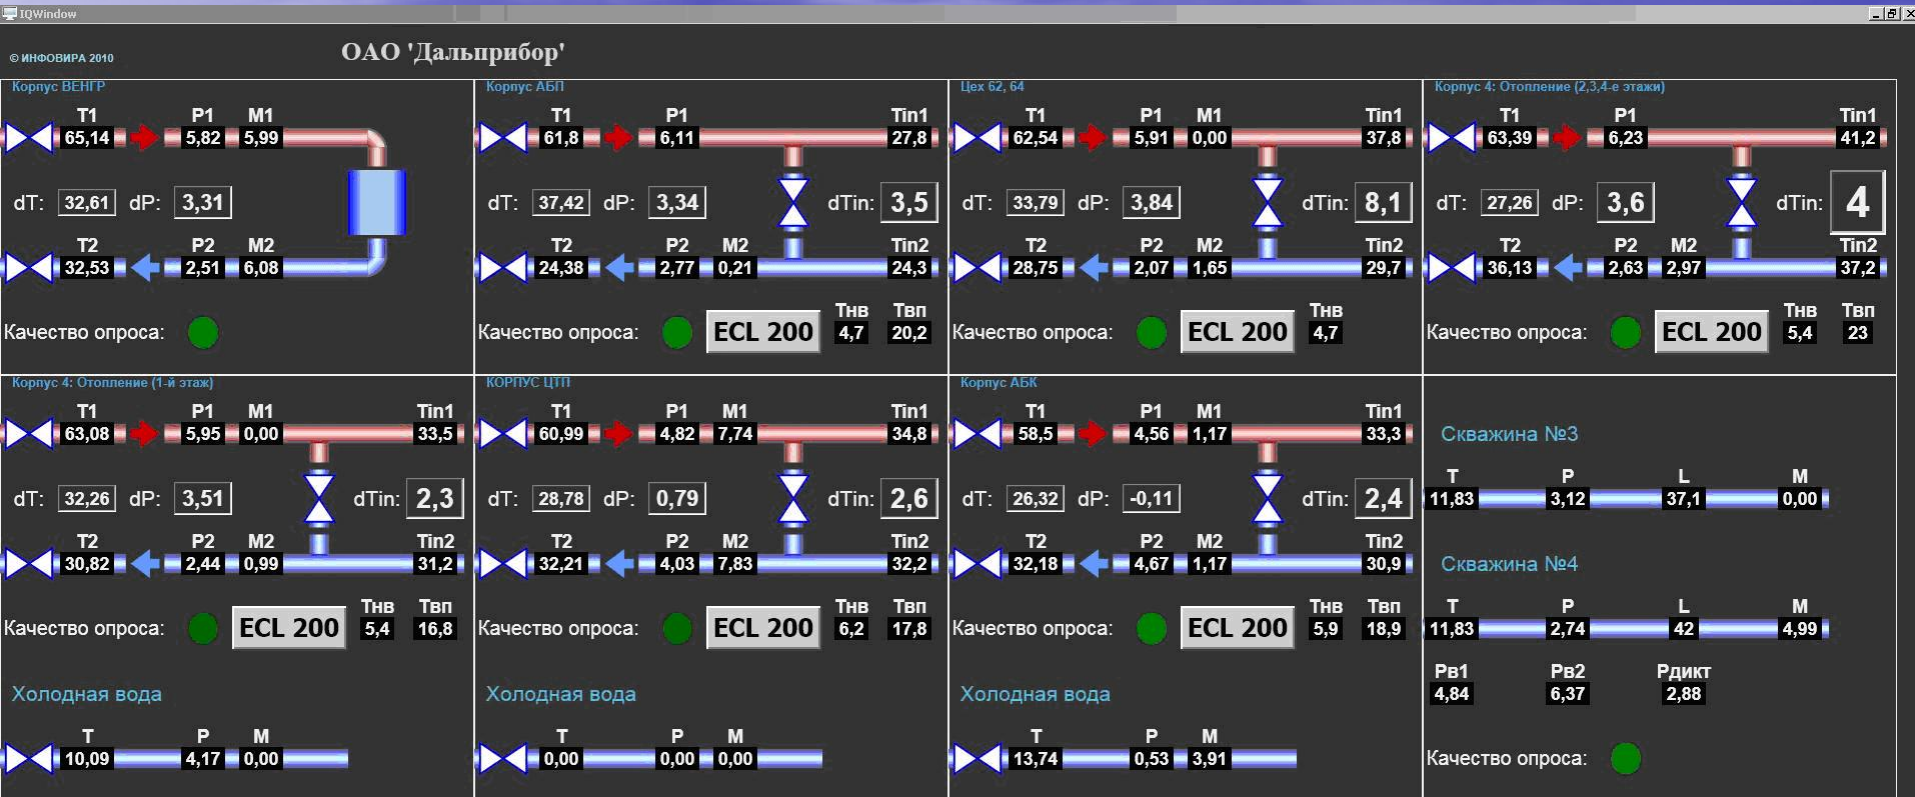 IQWindow
© ИНФОВИРА 2010
ОАО 'Дальприбор'
Корпус ВЕНГР
T1 P1 M1
65,14 5,82 5,99
dT: 32,61 dP: 3,31
T2 P2 M2
32,53 2,51 6,08
Качество опроса:
Корпус АБП
T1 P1 Tin1
61,8 6,11 27,8
dT: 37,42 dP: 3,34 dTin: 3,5
T2 P2 M2 Tin2
24,38 2,77 0,21 24,3
Тнв Твп
Качество опроса: ECL 200 4,7 20,2
Цех 62, 64
T1 P1 M1 Tin1
62,54 5,91 0,00 37,8
dT: 33,79 dP: 3,84 dTin: 8,1
T2 P2 M2 Tin2
28,75 2,07 1,65 29,7
Тнв
Качество опроса: ECL 200 4,7
Корпус 4: Отопление (2,3,4-е этажи)
T1 P1 Tin1
63,39 6,23 41,2
dT: 27,26 dP: 3,6 dTin: 4
T2 P2 M2 Tin2
36,13 2,63 2,97 37,2
Тнв Твп
Качество опроса: ECL 200 5,4 23
Корпус 4: Отопление (1-й этаж)
T1 P1 M1 Tin1
63,08 5,95 0,00 33,5
dT: 32,26 dP: 3,51 dTin: 2,3
T2 P2 M2 Tin2
30,82 2,44 0,99 31,2
Тнв Твп
Качество опроса: ECL 200 5,4 16,8
Холодная вода
T P M
10,09 4,17 0,00
КОРПУС ЦТП
T1 P1 M1 Tin1
60,99 4,82 7,74 34,8
dT: 28,78 dP: 0,79 dTin: 2,6
T2 P2 M2 Tin2
32,21 4,03 7,83 32,2
Тнв Твп
Качество опроса: ECL 200 6,2 17,8
Холодная вода
T P M
0,00 0,00 0,00
Корпус АБК
T1 P1 M1 Tin1
58,5 4,56 1,17 33,3
dT: 26,32 dP: -0,11 dTin: 2,4
T2 P2 M2 Tin2
32,18 4,67 1,17 30,9
Тнв Твп
Качество опроса: ECL 200 5,9 18,9
Холодная вода
T P M
13,74 0,53 3,91
Скважина №3
T P L M
11,83 3,12 37,1 0,00
Скважина №4
T P L M
11,83 2,74 42 4,99
Рв1 Рв2 Рдикт
4,84 6,37 2,88
Качество опроса: